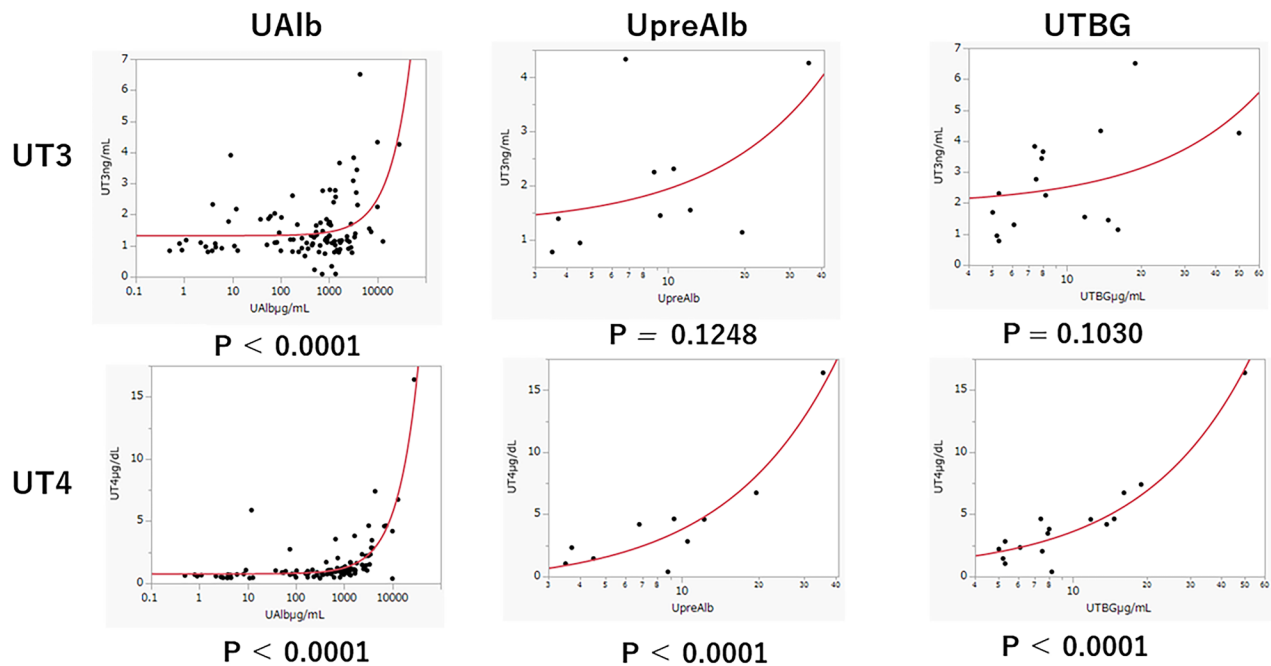 UAlb
UpreAlb
UTBG
UT3
UT3ng/mL
7
6
5
4
3
2
1
0
0.1 1 10 100 1000 10000
UAlbμg/mL
P < 0.0001
UT3ng/mL
4
3
2
1
3 4 5 6 7 8 10 20 30 40
UpreAlb
P = 0.1248
UT3ng/mL
7
6
5
4
3
2
1
0
4 5 6 7 8 10 20 30 40 50 60
UTBGμg/mL
P = 0.1030
UT4
UT4μg/dL
15
10
5
0
0.1 1 10 100 1000 10000
UAlbμg/mL
P < 0.0001
UT4μg/dL
15
10
5
0
3 4 5 6 7 8 10 20 30 40
UpreAlb
P < 0.0001
UT4μg/dL
15
10
5
0
4 5 6 7 8 10 20 30 40 50 60
UTBGμg/mL
P < 0.0001